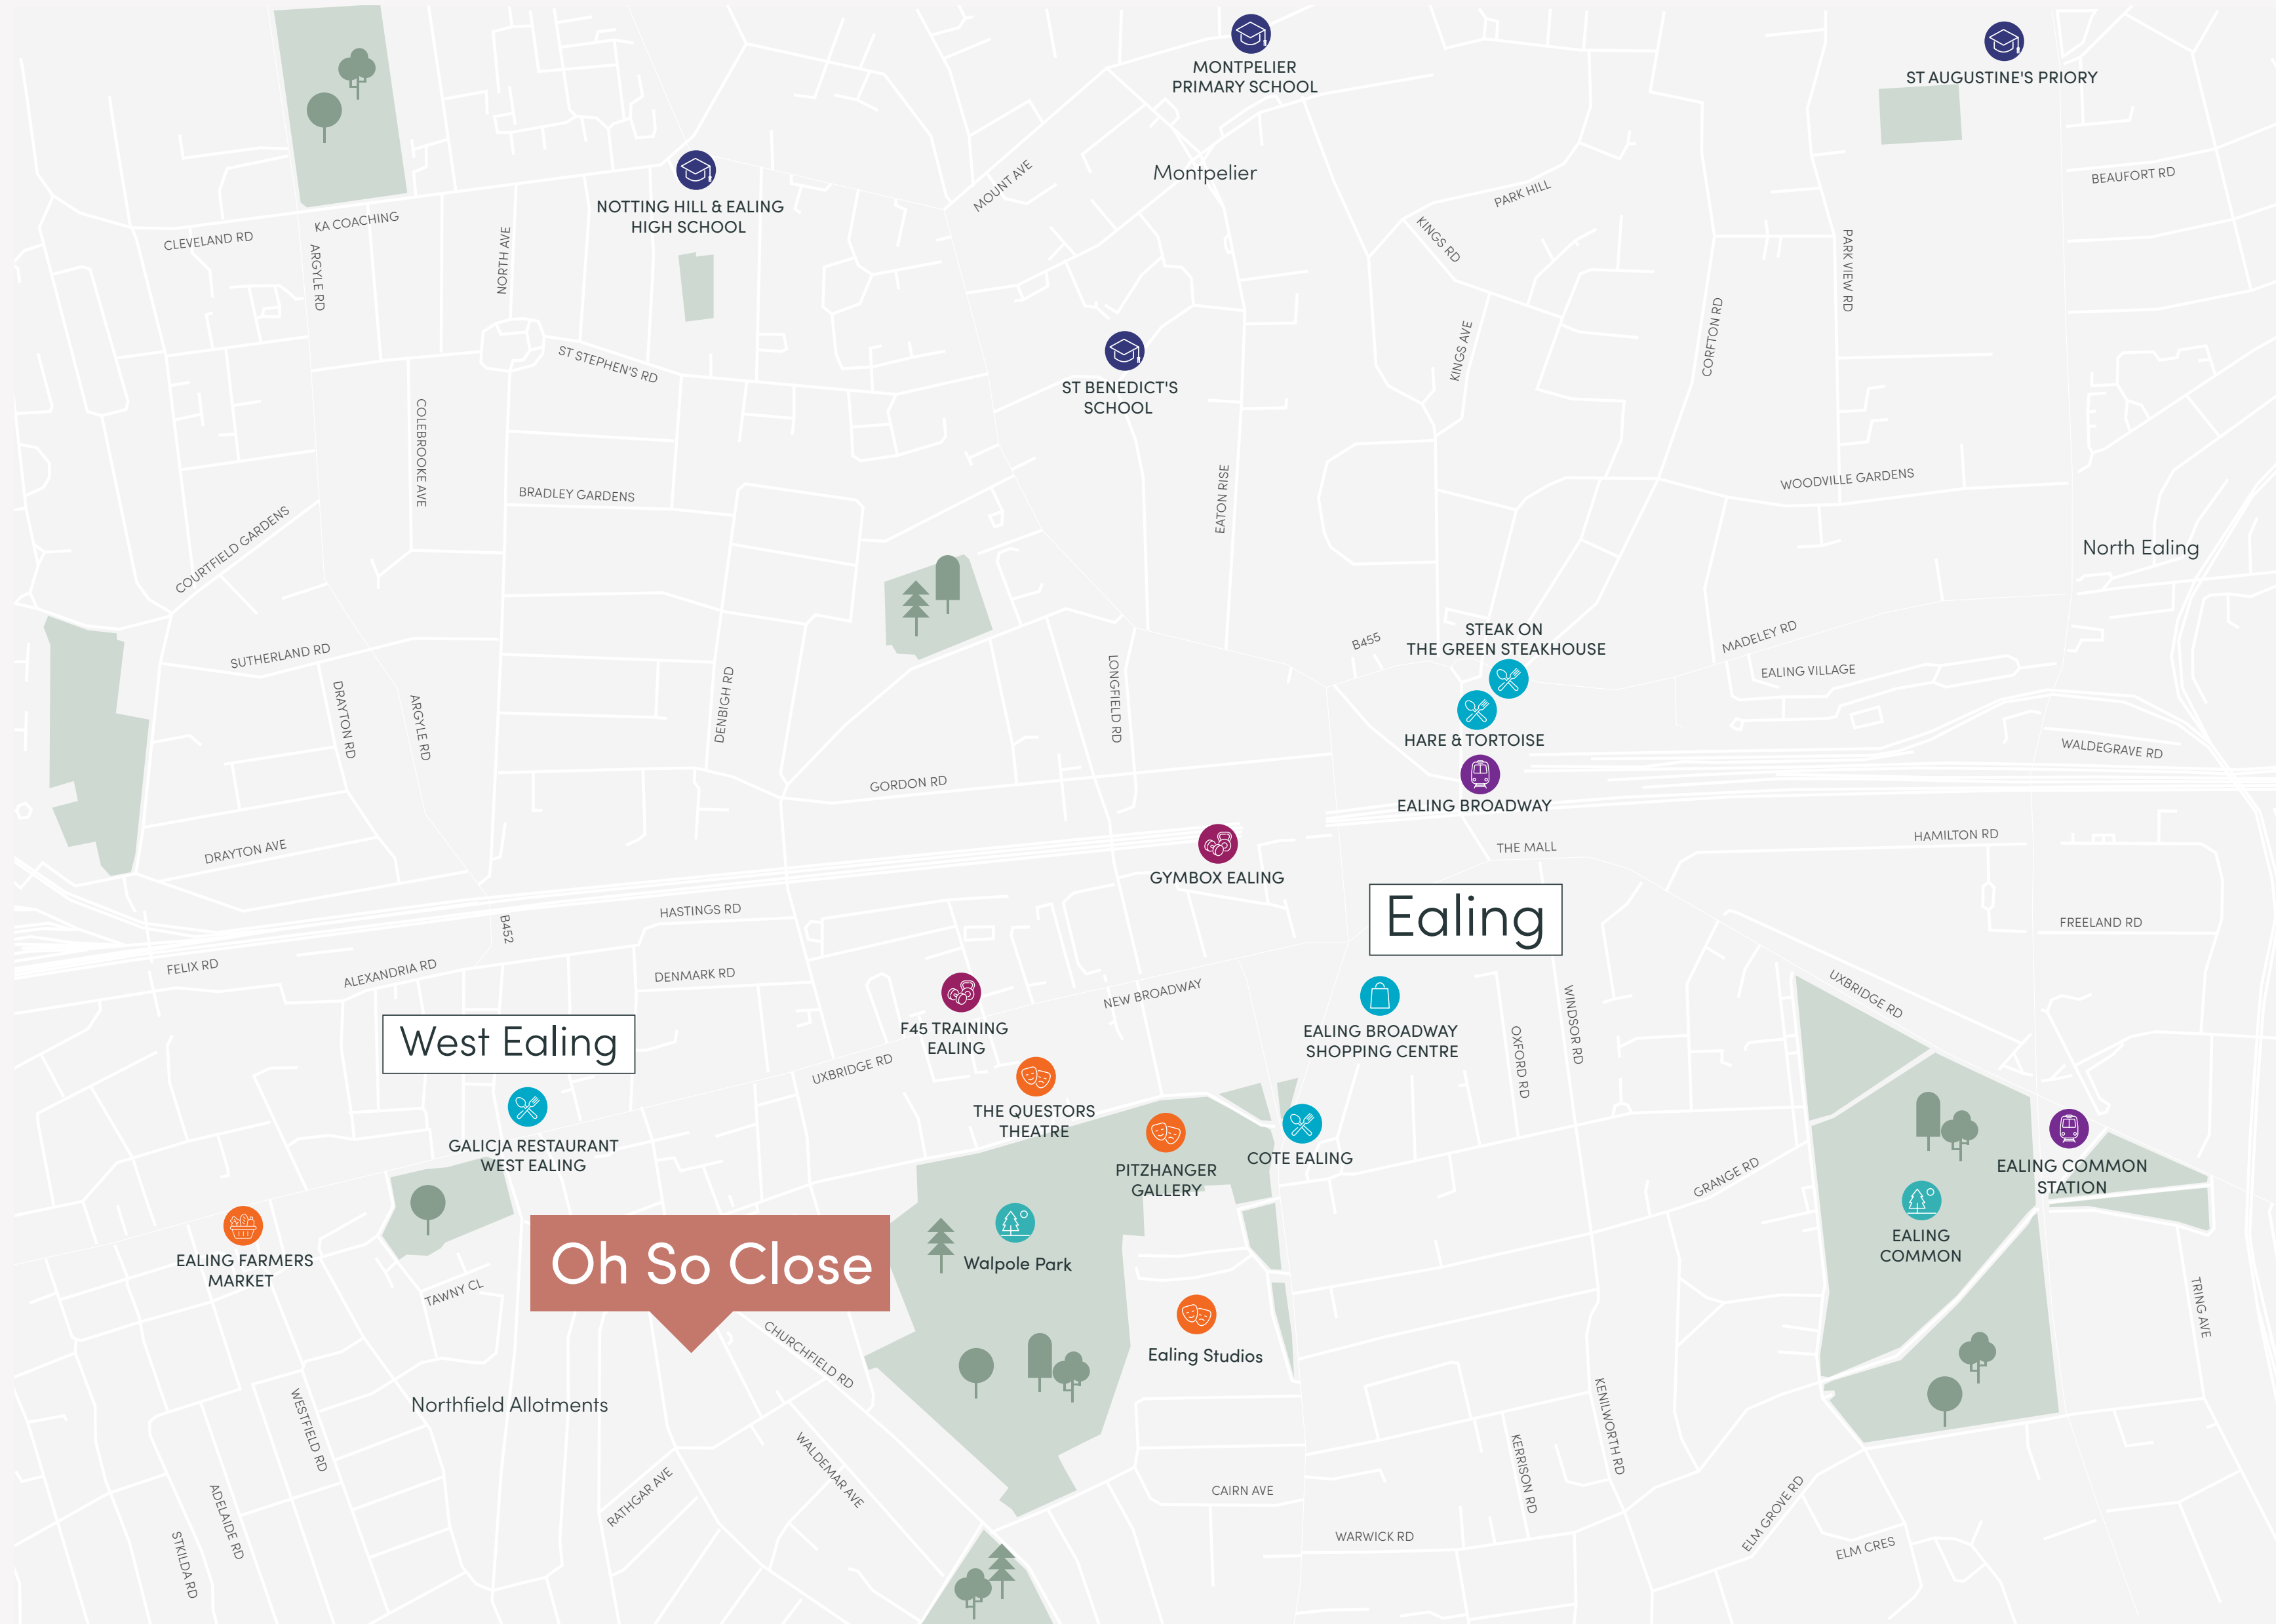 MONTPELIER
PRIMARY SCHOOL
ST AUGUSTINE'S PRIORY
NOTTING HILL & EALING
HIGH SCHOOL
MOUNT AVE
Montpelier
PARK HILL
BEAUFORT RD
CLEVELAND RD
KA COACHING
ARGYLE RD
NORTH AVE
KINGS RD
PARK VIEW RD
ST STEPHEN'S RD
ST BENEDICT'S
SCHOOL
KINGS AVE
CORFTON RD
COLEBROOKE AVE
BRADLEY GARDENS
EATON RISE
WOODVILLE GARDENS
COURTFIELD GARDENS
North Ealing
SUTHERLAND RD
DRAYTON RD
ARGYLE RD
DENBIGH RD
LONGFIELD RD
B455
STEAK ON
THE GREEN STEAKHOUSE
MADELEY RD
EALING VILLAGE
HARE & TORTOISE
WALDEGRAVE RD
GORDON RD
EALING BROADWAY
DRAYTON AVE
THE MALL
HAMILTON RD
GYMBOX EALING
Ealing
HASTINGS RD
B452
FREELAND RD
FELIX RD
ALEXANDRIA RD
DENMARK RD
NEW BROADWAY
UXBRIDGE RD
West Ealing
F45 TRAINING
EALING
EALING BROADWAY
SHOPPING CENTRE
OXFORD RD
WINDSOR RD
UXBRIDGE RD
THE QUESTORS
THEATRE
GALICJA RESTAURANT
WEST EALING
PITZHANGER
GALLERY
COTE EALING
GRANGE RD
EALING COMMON
STATION
EALING FARMERS
MARKET
TAWNY CL
Oh So Close
Walpole Park
EALING
COMMON
CHURCHFIELD RD
Ealing Studios
TRING AVE
Northfield Allotments
WESTFIELD RD
WALDEMAR AVE
KENILWORTH RD
KERRISON RD
ADELAIDE RD
RATHGAR AVE
CAIRN AVE
ELM GROVE RD
STKILDA RD
WARWICK RD
ELM CRES